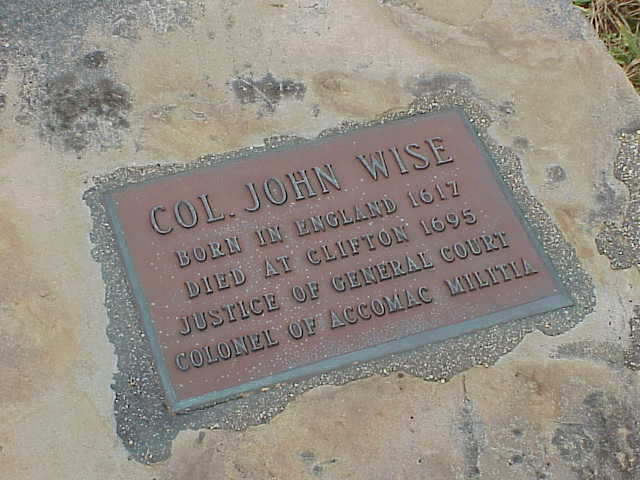 COL. JOHN WISE
BORN IN ENGLAND 1617
DIED AT CLIFTON 1695
JUSTICE OF GENERAL COURT
COLONEL OF ACCOMAC MILITIA